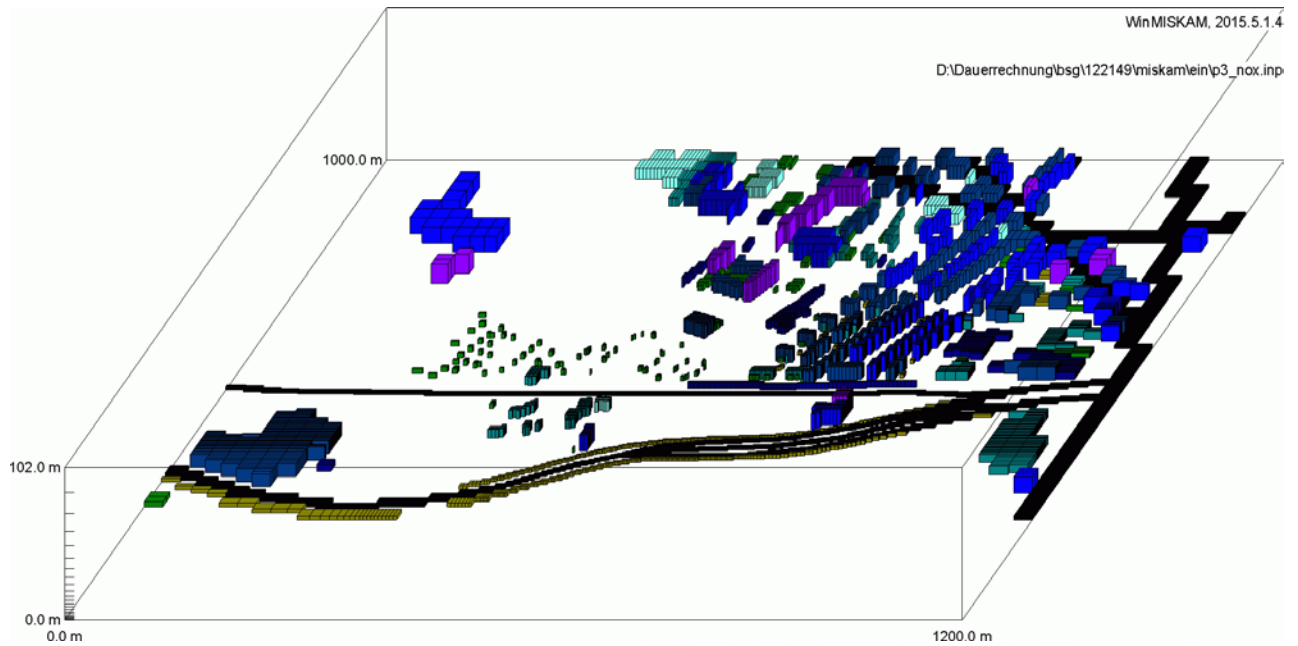 WinMISKAM, 2015.5.1.4
D:\Dauerrechnung\bsg\122149\miskam\ein\p3_nox.inp
1000.0 m
102.0 m
0.0 m
0.0 m
1200.0 m